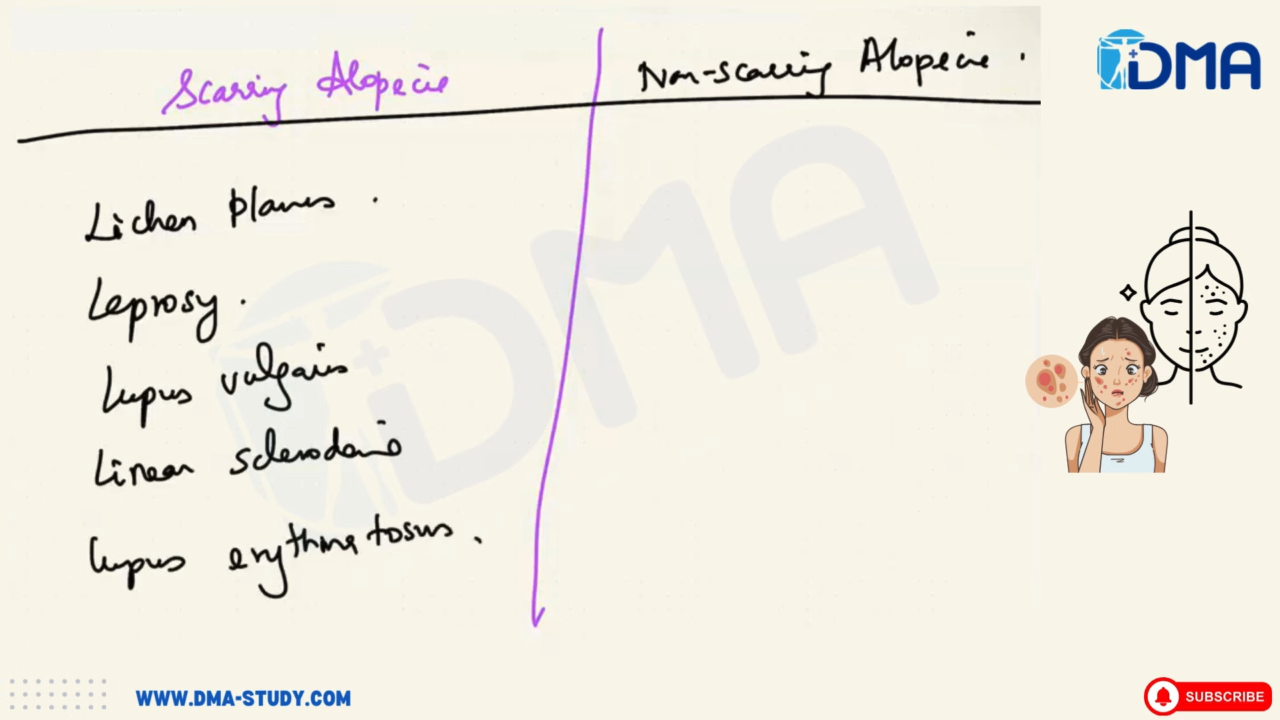 Scarring Alopecia
Non-scarring Alopecia.
DMA
Lichen planus.
Leprosy.
Lupus vulgaris
Linear scleroderma
Lupus erythematosus.
DMA
WWW.DMA-STUDY.COM
SUBSCRIBE